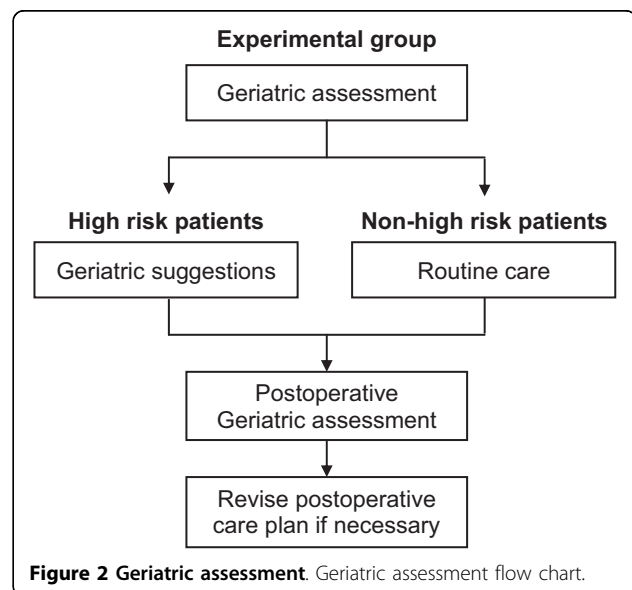 Experimental group
Geriatric assessment
High risk patients
Non-high risk patients
Geriatric suggestions
Routine care
Postoperative
Geriatric assessment
Revise postoperative
care plan if necessary
Figure 2 Geriatric assessment. Geriatric assessment flow chart.